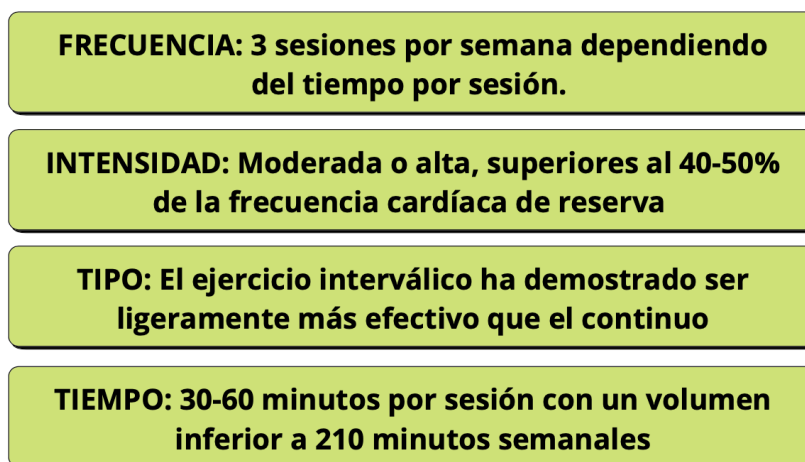 FRECUENCIA: 3 sesiones por semana dependiendo
del tiempo por sesión.
INTENSIDAD: Moderada o alta, superiores al 40-50%
de la frecuencia cardíaca de reserva
TIPO: El ejercicio interválico ha demostrado ser
ligeramente más efectivo que el continuo
TIEMPO: 30-60 minutos por sesión con un volumen
inferior a 210 minutos semanales